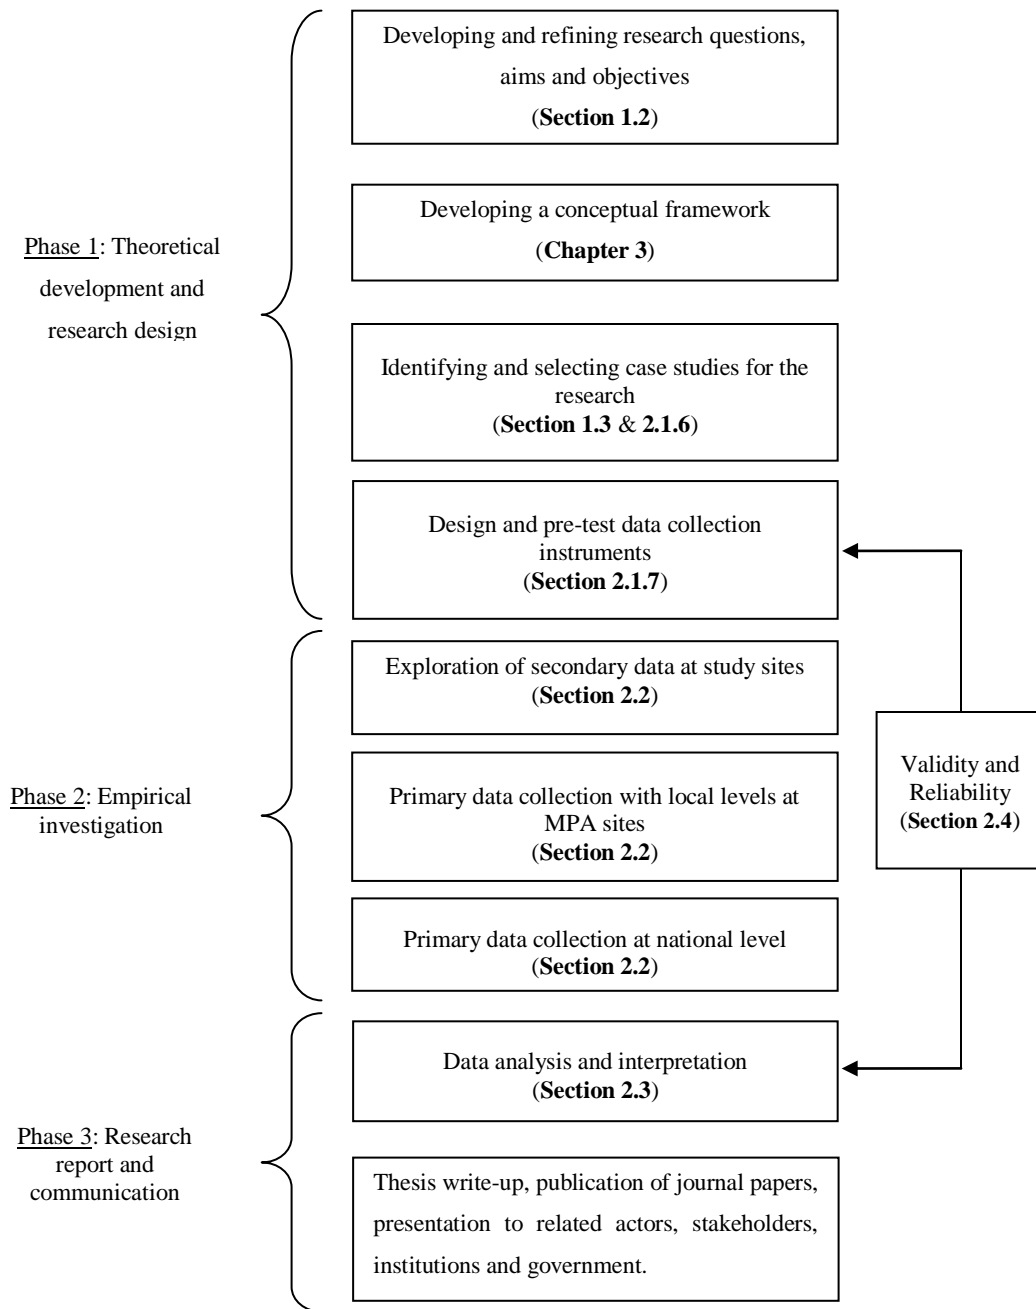 Developing and refining research questions,
aims and objectives
(Section 1.2)
Developing a conceptual framework
(Chapter 3)
Phase 1: Theoretical
development and
research design
Identifying and selecting case studies for the
research
(Section 1.3 & 2.1.6)
Design and pre-test data collection
instruments
(Section 2.1.7)
Exploration of secondary data at study sites
(Section 2.2)
Validity and
Reliability
(Section 2.4)
Phase 2: Empirical
investigation
Primary data collection with local levels at
MPA sites
(Section 2.2)
Primary data collection at national level
(Section 2.2)
Data analysis and interpretation
(Section 2.3)
Phase 3: Research
report and
communication
Thesis write-up, publication of journal papers,
presentation to related actors, stakeholders,
institutions and government.